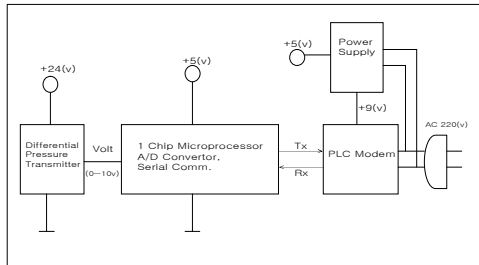 +24(v)
+5(v)
+5(v)
Power
Supply
+9(v)
AC 220(v)
Differential
Pressure
Transmitter
Volt
(0-10v)
1 Chip Microprocessor
A/D Convertor,
Serial Comm.
Tx
Rx
PLC Modem